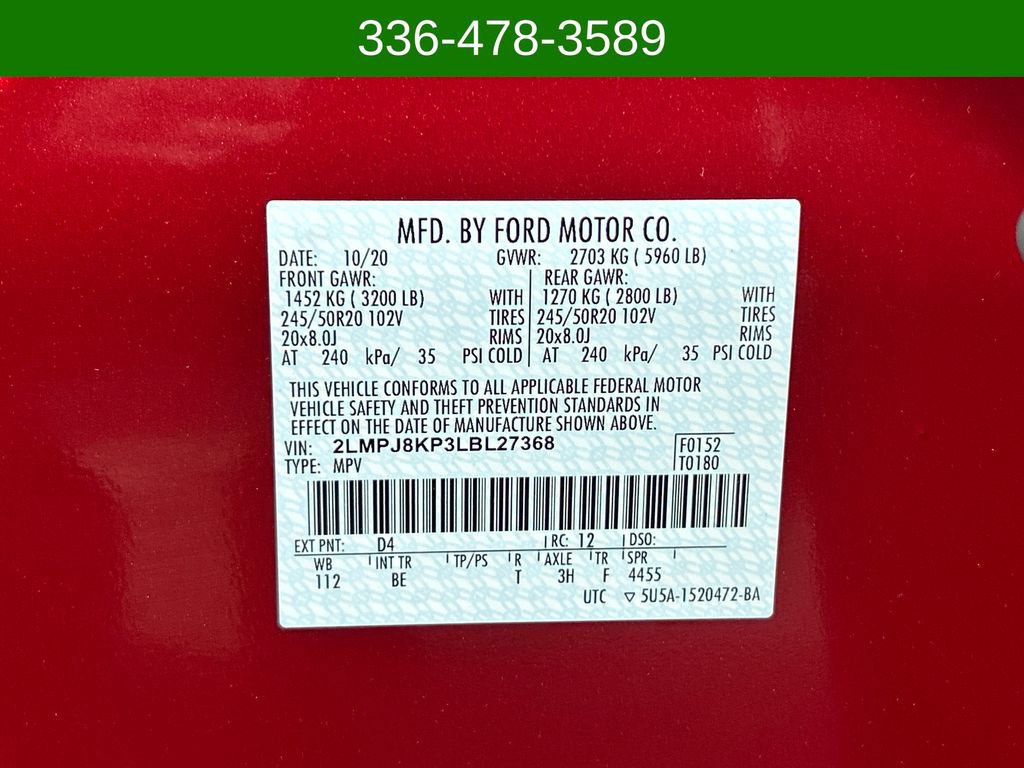 336-478-3589
MFD. BY FORD MOTOR CO.
DATE: 10/20 GVWR: 2703 KG ( 5960 LB)
FRONT GAWR: REAR GAWR:
1452 KG ( 3200 LB) WITH 1270 KG ( 2800 LB) WITH
245/50R20 102V TIRES 245/50R20 102V TIRES
20x8.0J RIMS 20x8.0J RIMS
AT 240 kPa/ 35 PSI COLD AT 240 kPa/ 35 PSI COLD
THIS VEHICLE CONFORMS TO ALL APPLICABLE FEDERAL MOTOR
VEHICLE SAFETY AND THEFT PREVENTION STANDARDS IN
EFFECT ON THE DATE OF MANUFACTURE SHOWN ABOVE.
VIN: 2LMPJ8KP3LBL27368 F0152
TYPE: MPV T0180
EXT PNT: D4 RC: 12 DSO:
WB INT TR TP/PS R AXLE TR SPR
112 BE T 3H F 4455
UTC ▽ 5U5A-1520472-BA